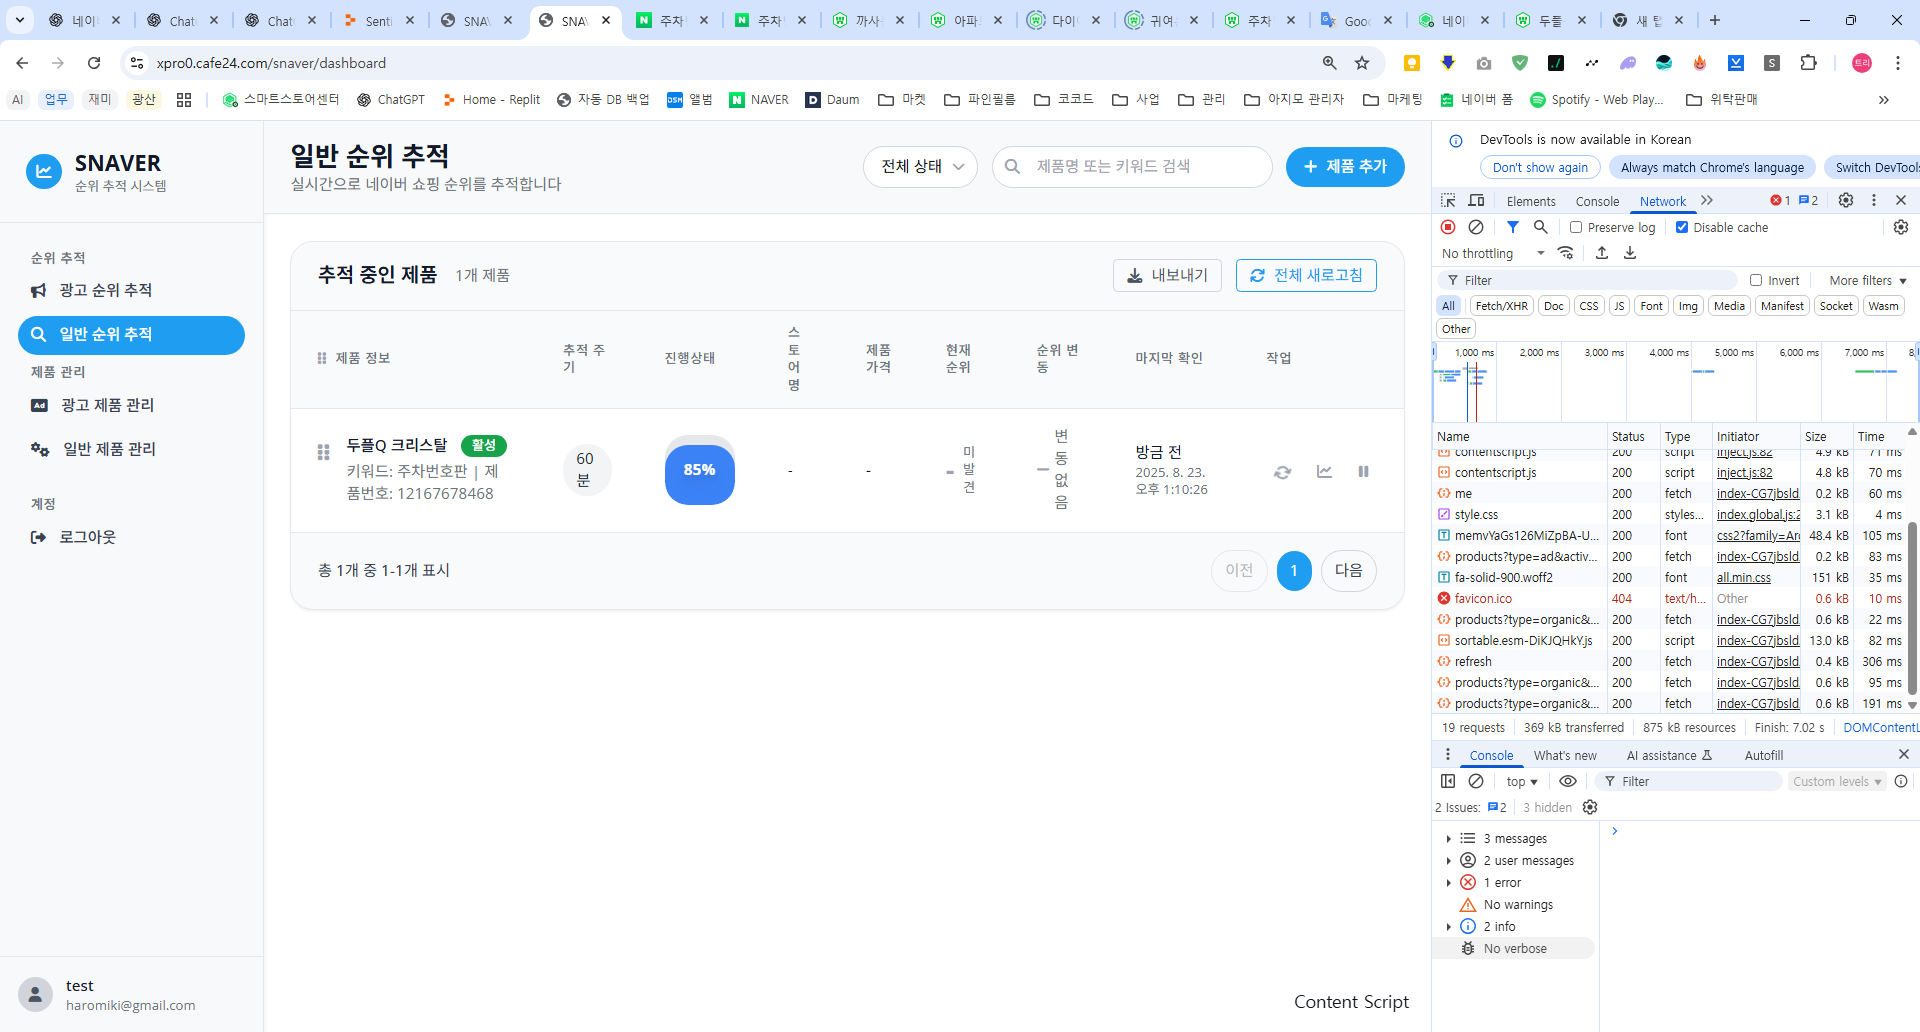 네이
Chat
Chat
Senti
SNAV
SNAV
주차
주차
까사
아파
다이
귀여
주차
Goo
네이
두플
새 탭
xpro0.cafe24.com/snaver/dashboard
AI
업무
재미
광산
스마트스토어센터
ChatGPT
Home - Replit
자동 DB 백업
앨범
NAVER
Daum
마켓
파인필름
코코드
사업
관리
아지모 관리자
마케팅
네이버 폼
Spotify - Web Play...
위탁판매
SNAVER
순위 추적 시스템
순위 추적
광고 순위 추적
일반 순위 추적
제품 관리
광고 제품 관리
일반 제품 관리
계정
로그아웃
test
haromiki@gmail.com
일반 순위 추적
실시간으로 네이버 쇼핑 순위를 추적합니다
전체 상태
제품명 또는 키워드 검색
+ 제품 추가
추적 중인 제품 1개 제품
내보내기
전체 새로고침
제품 정보
추적 주
기
진행상태
스
토
어
명
제품
가격
현재
순위
순위 변
동
마지막 확인
작업
두플Q 크리스탈 활성
키워드: 주차번호판 | 제
품번호: 12167678468
60
분
85%
-
-
미
발
견
변
동
없
음
방금 전
2025. 8. 23.
오후 1:10:26
총 1개 중 1-1개 표시
이전
1
다음
Content Script
DevTools is now available in Korean
Don't show again
Always match Chrome's language
Switch DevTools
Elements
Console
Network
1
2
Preserve log
Disable cache
No throttling
Filter
Invert
More filters
All
Fetch/XHR
Doc
CSS
JS
Font
Img
Media
Manifest
Socket
Wasm
Other
1,000 ms
2,000 ms
3,000 ms
4,000 ms
5,000 ms
6,000 ms
7,000 ms
8,
Name Status Type Initiator Size Time
contentscript.js 200 script inject.js:82 4.9 kB 71 ms
contentscript.js 200 script inject.js:82 4.8 kB 70 ms
me 200 fetch index-CG7jbsld. 0.2 kB 60 ms
style.css 200 styles... index.global.js:2 3.1 kB 4 ms
memvYaGs126MiZpBA-U... 200 font css2?family=Arc 48.4 kB 105 ms
products?type=ad&activ... 200 fetch index-CG7jbsld. 0.2 kB 83 ms
fa-solid-900.woff2 200 font all.min.css 151 kB 35 ms
favicon.ico 404 text/h... Other 0.6 kB 10 ms
products?type=organic&... 200 fetch index-CG7jbsld. 0.6 kB 22 ms
sortable.esm-DiKJQHkY.js 200 script index-CG7jbsld. 13.0 kB 82 ms
refresh 200 fetch index-CG7jbsld. 0.4 kB 306 ms
products?type=organic&... 200 fetch index-CG7jbsld. 0.6 kB 95 ms
products?type=organic&... 200 fetch index-CG7jbsld. 0.6 kB 191 ms
19 requests
369 kB transferred
875 kB resources
Finish: 7.02 s
DOMContentL
Console
What's new
AI assistance
Autofill
top
Filter
Custom levels
2 Issues: 2
3 hidden
3 messages
2 user messages
1 error
No warnings
2 info
No verbose